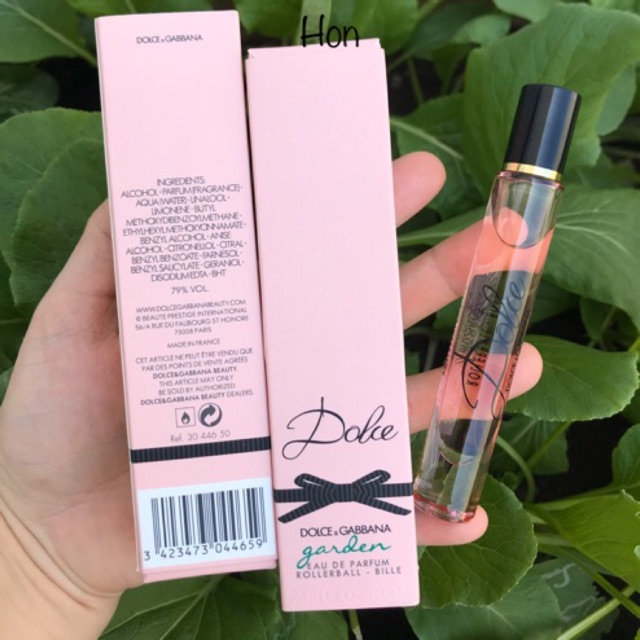 Hon
DOLCE & GABBANA
INGREDIENTS:
ALCOHOL • PARFUM (FRAGRANCE) •
AQUA (WATER) • LINALOOL •
LIMONENE • BUTYL
METHOXYDIBENZOYLMETHANE •
ETHYLHEXYL METHOXYCINNAMATE •
BENZYL ALCOHOL • ANISE
ALCOHOL • CITRONELLOL • CITRAL •
BENZYL BENZOATE • FARNESOL •
BENZYL SALICYLATE • GERANIOL •
DISODIUM EDTA • BHT
79% VOL.
WWW.DOLCEGABBANABEAUTY.COM
© BEAUTE PRESTIGE INTERNATIONAL
56/A RUE DU FAUBOURG ST HONORE
75008 PARIS
MADE IN FRANCE
CET ARTICLE NE PEUT ÊTRE VENDU QUE
PAR DES POINTS DE VENTE AGRÉÉS
DOLCE&GABBANA BEAUTY
THIS ARTICLE MAY ONLY
BE SOLD BY AUTHORIZED
DOLCE&GABBANA BEAUTY DEALERS.
Ref. 30 446 50
3 423473 044659
Dolce
DOLCE & GABBANA
garden
EAU DE PARFUM
ROLLERBALL - BILLE
Dolce